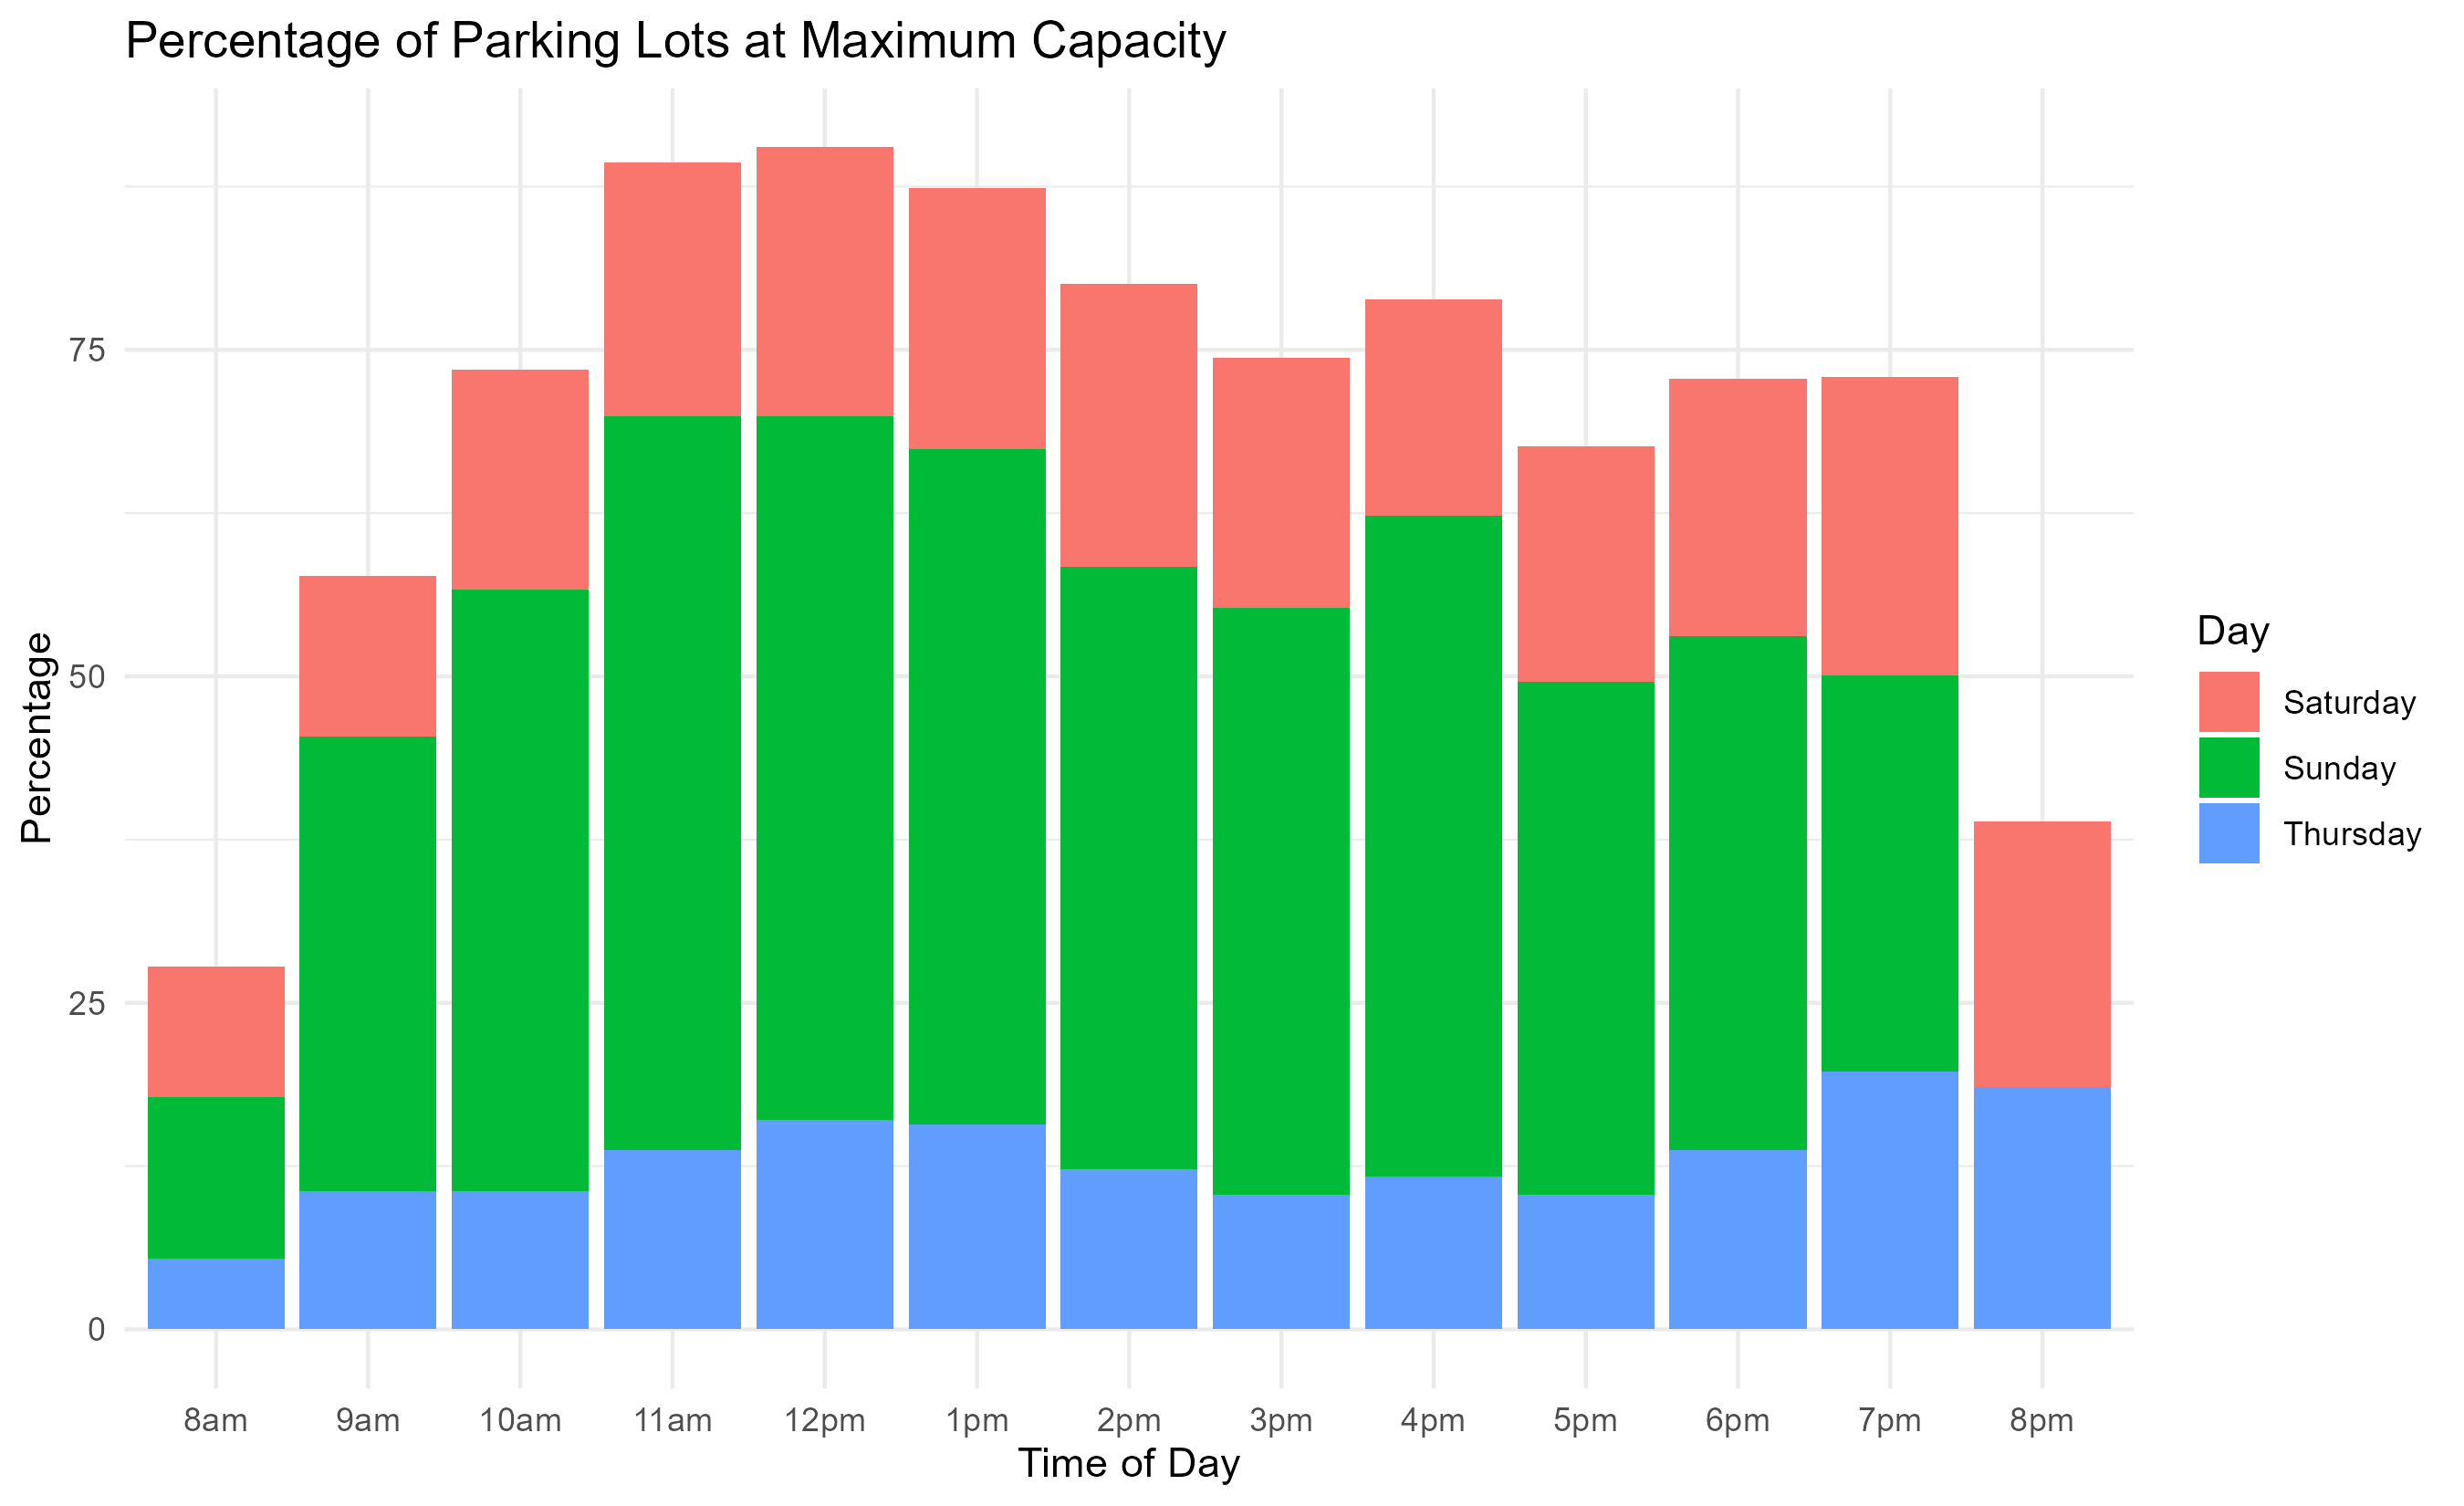 Percentage of Parking Lots at Maximum Capacity
Percentage
75
50
25
0
8am 9am 10am 11am 12pm 1pm 2pm 3pm 4pm 5pm 6pm 7pm 8pm
Time of Day
Day
Saturday
Sunday
Thursday